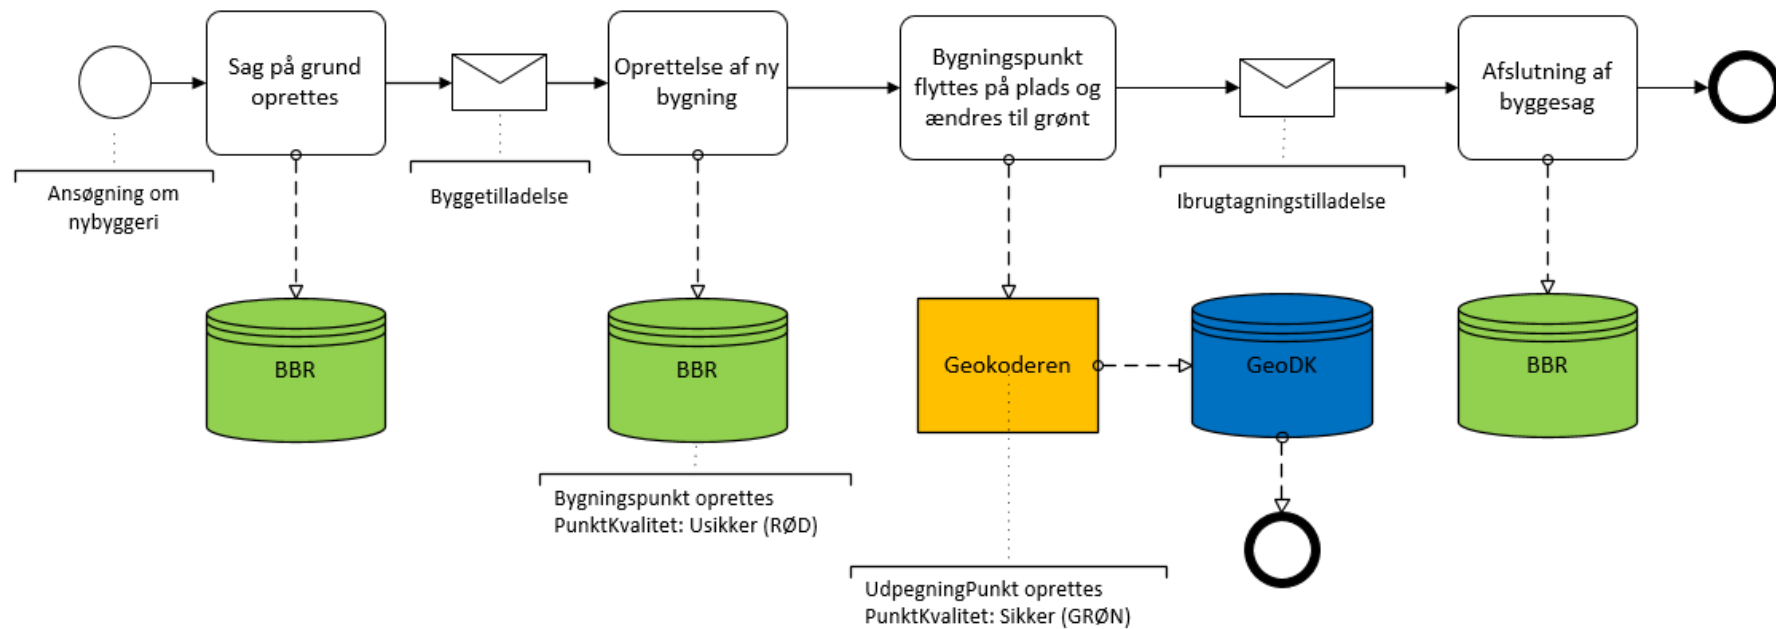 Sag på grund
oprettes
Oprettelse af ny
bygning
Bygningspunkt
flyttes på plads og
ændres til grønt
Afslutning af
byggesag
Ansøgning om
nybyggeri
Byggetilladelse
Ibrugtagningstilladelse
BBR
BBR
Geokoderen
GeoDK
BBR
Bygningspunkt oprettes
PunktKvalitet: Usikker (RØD)
UdpegningPunkt oprettes
PunktKvalitet: Sikker (GRØN)